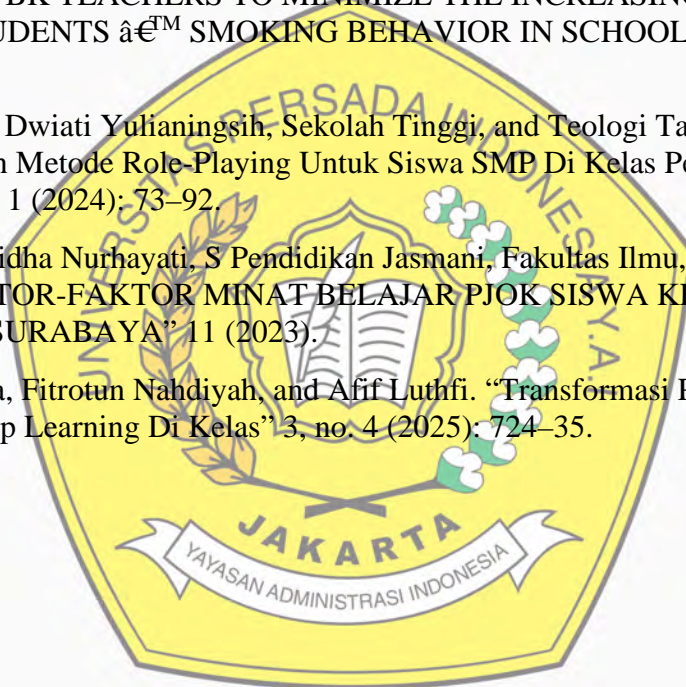 BK TEACHERS TO MINIMIZE THE INCREASING
UDENTS â€™ SMOKING BEHAVIOR IN SCHOOL
Dwiati Yulianingsih, Sekolah Tinggi, and Teologi Ta
n Metode Role-Playing Untuk Siswa SMP Di Kelas Pe
1 (2024): 73–92.
idha Nurhayati, S Pendidikan Jasmani, Fakultas Ilmu,
TOR-FAKTOR MINAT BELAJAR PJOK SISWA KE
SURABAYA” 11 (2023).
a, Fitrotun Nahdiyah, and Afif Luthfi. “Transformasi P
p Learning Di Kelas” 3, no. 4 (2025): 724–35.
UNIVERSITAS PERSADA INDONESIA Y.A.I
JAKARTA
YAYASAN ADMINISTRASI INDONESIA